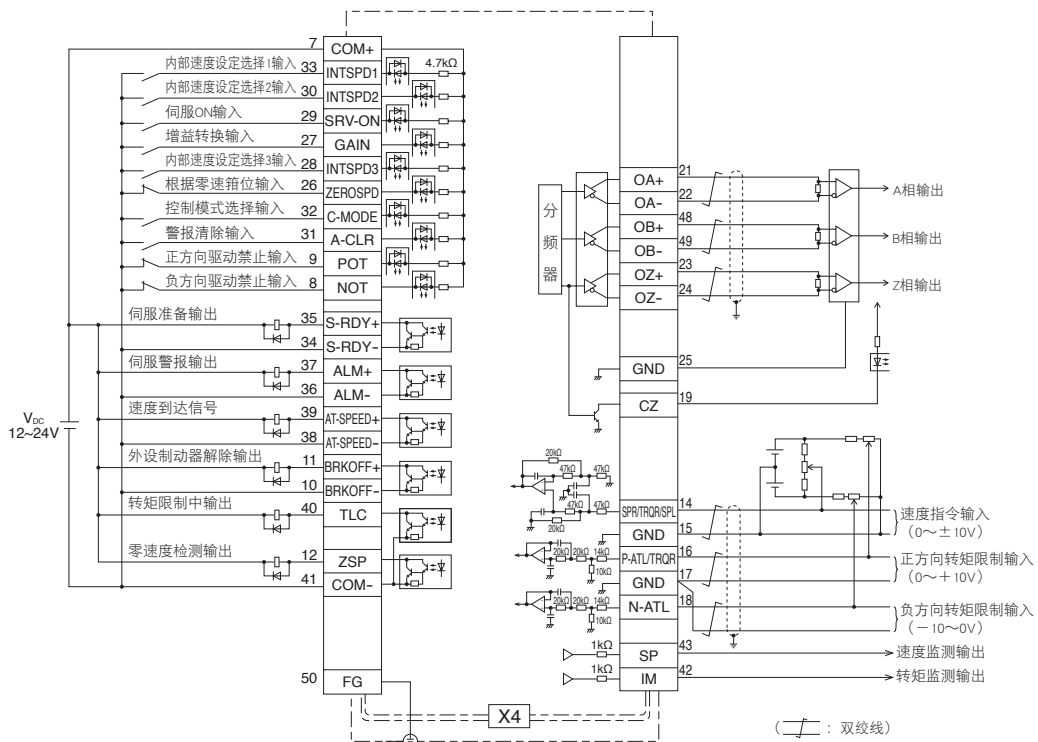 7 COM+
内部速度设定选择1输入 33 INTSPD1 4.7kΩ
内部速度设定选择2输入 30 INTSPD2
伺服ON输入 29 SRV-ON
增益转换输入 27 GAIN
内部速度设定选择3输入 28 INTSPD3
根据零速箝位输入 26 ZEROSPD
控制模式选择输入 32 C-MODE
警报清除输入 31 A-CLR
正方向驱动禁止输入 9 POT
负方向驱动禁止输入 8 NOT
伺服准备输出 35 S-RDY+
34 S-RDY-
伺服警报输出 37 ALM+
36 ALM-
速度到达信号 39 AT-SPEED+
38 AT-SPEED-
VDC
12~24V
外设制动器解除输出 11 BRKOFF+
10 BRKOFF-
转矩限制中输出 40 TLC
零速度检测输出 12 ZSP
41 COM-
50 FG
X4
分频器
OA+ 21
OA- 22
A相输出
OB+ 48
OB- 49
B相输出
OZ+ 23
OZ- 24
Z相输出
GND 25
CZ 19
20kΩ
47kΩ 47kΩ
47kΩ 47kΩ
20kΩ
SPR/TRQR/SPL 14
GND 15
速度指令输入
(0～±10V)
20kΩ 20kΩ 14kΩ
10kΩ
P-ATL/TRQR 16
GND 17
正方向转矩限制输入
(0～+10V)
20kΩ 20kΩ 14kΩ
10kΩ
N-ATL 18
负方向转矩限制输入
(-10～0V)
1kΩ SP 43 速度监测输出
1kΩ IM 42 转矩监测输出
( : 双绞线)